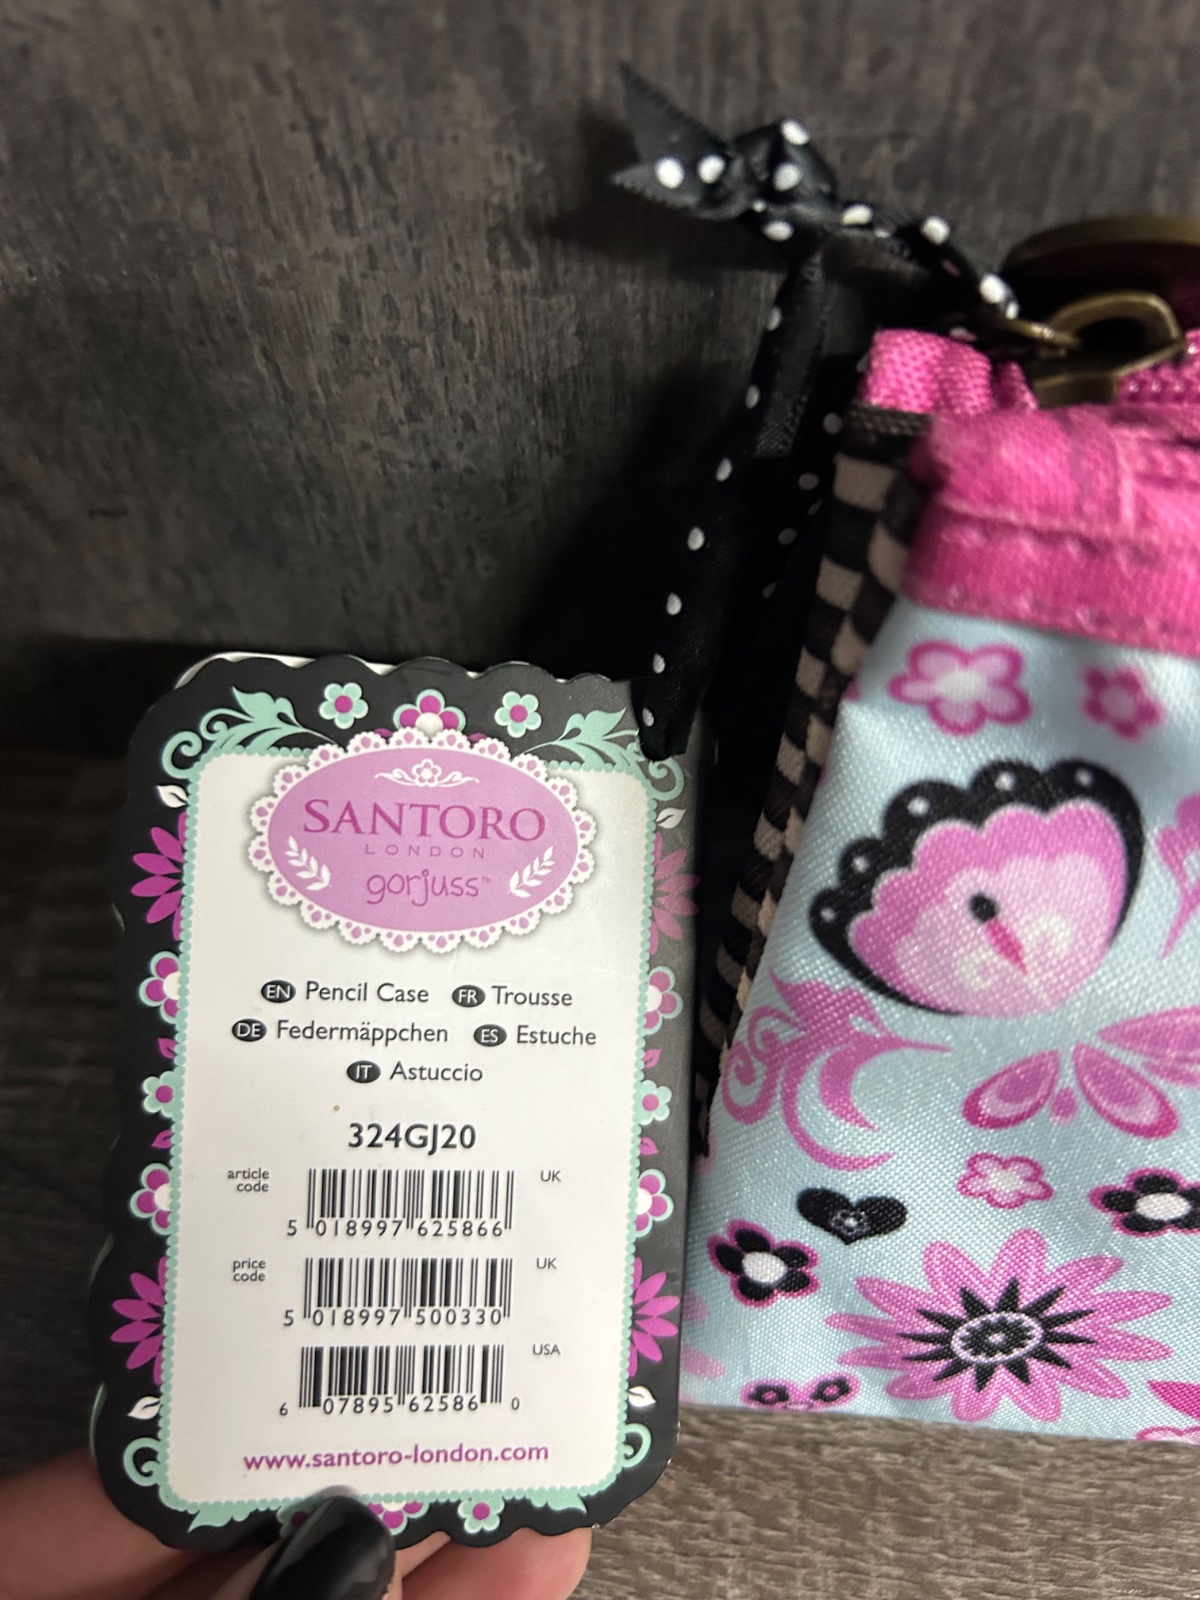 SANTORO
LONDON
gorjuss™
EN Pencil Case FR Trousse
DE Federmäppchen ES Estuche
IT Astuccio
324GJ20
article code UK
5 018997 625866
price code UK
5 018997 500330
USA
6 07895 62586 0
www.santoro-london.com